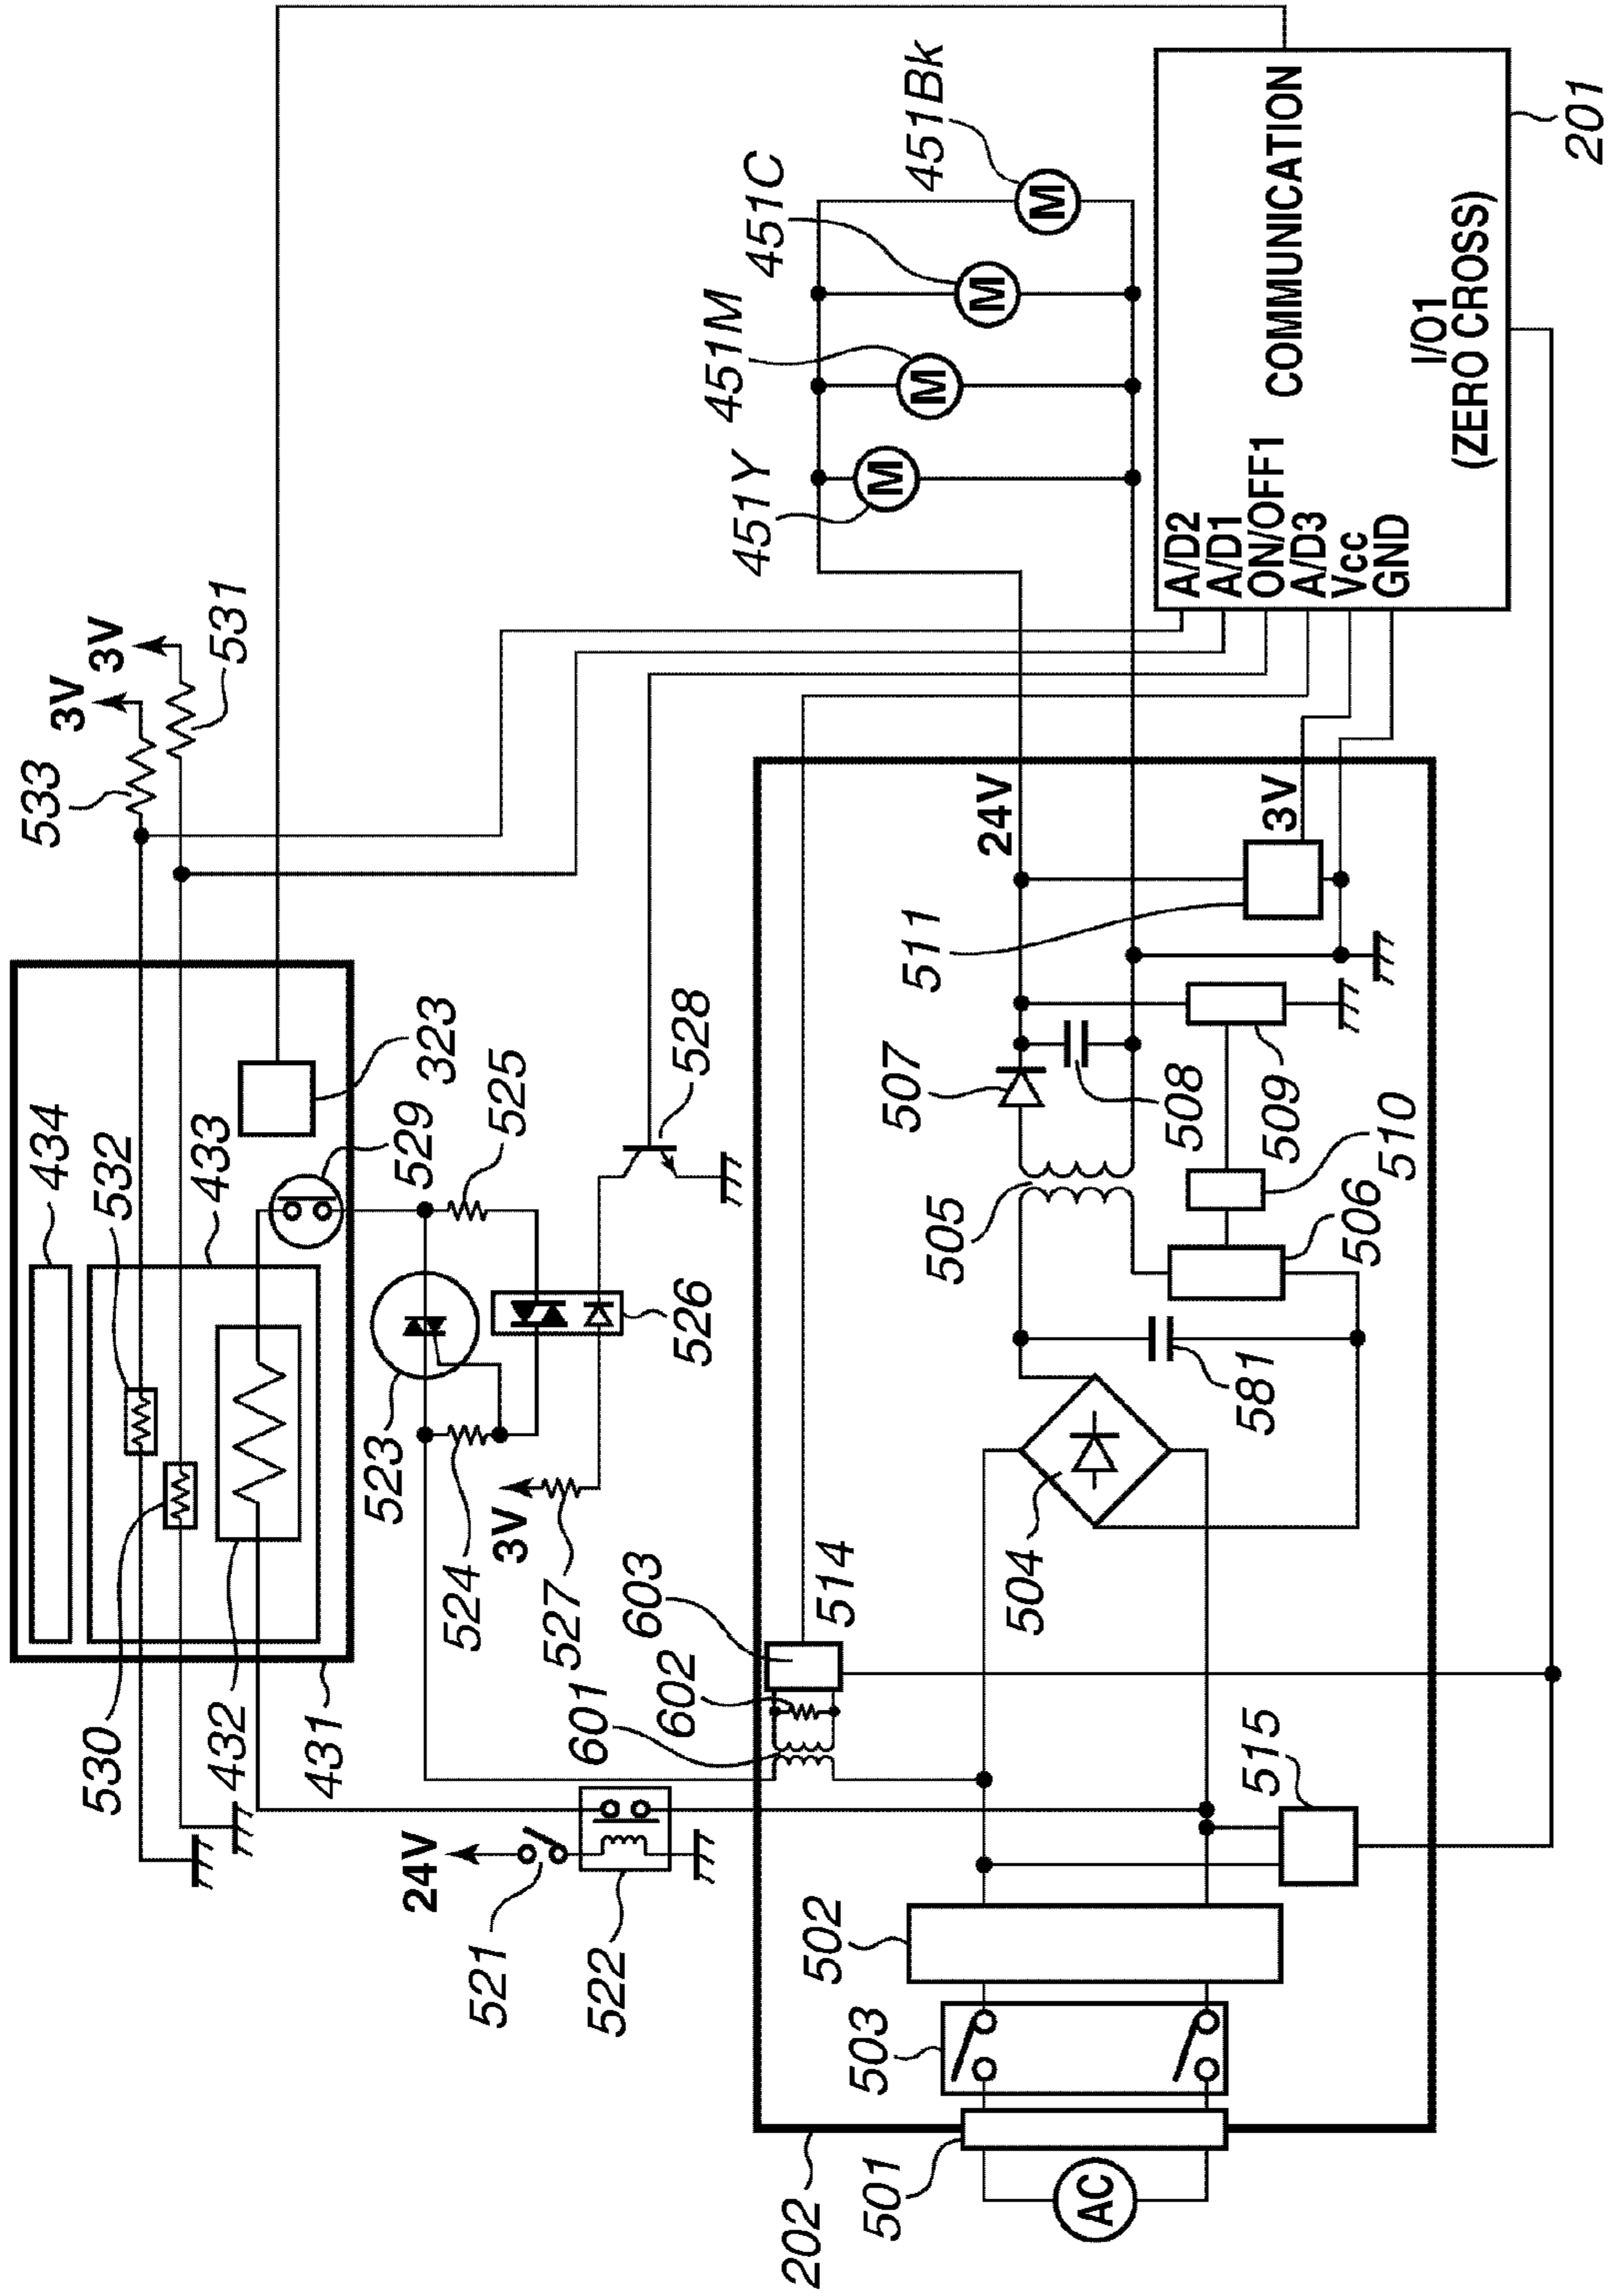 533
3V
3V
531
434
532
433
323
529
525
528
530
432
431
523
524
526
3V
527
24V
521
522
451Y
451M
451C
451Bk
M
M
M
M
A/D2
A/D1
ON/OFF1
A/D3
Vcc
GND
COMMUNICATION
I/O1
(ZERO CROSS)
201
24V
3V
511
507
508
509
510
505
506
581
504
514
603
602
601
515
502
503
501
202
AC